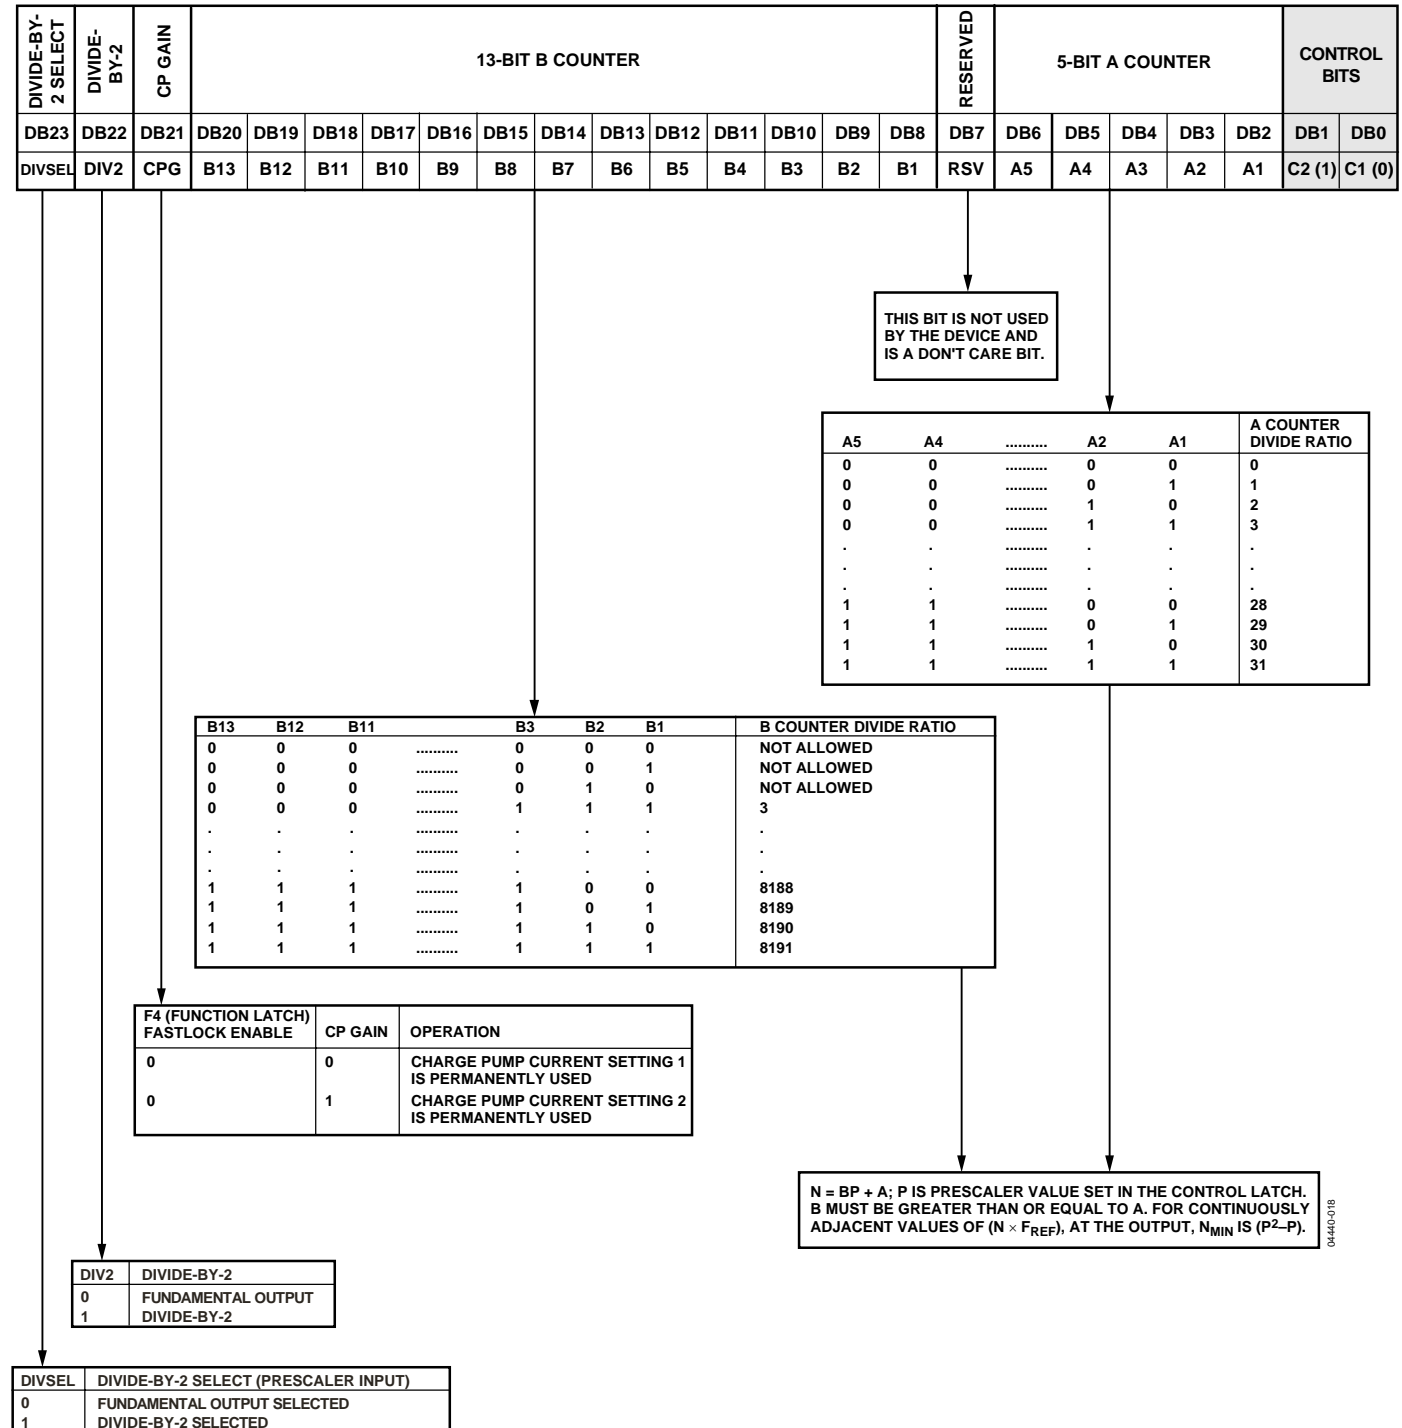 DIVIDE-BY-
2 SELECT
DIVIDE-
BY-2
CP GAIN
13-BIT B COUNTER
RESERVED
5-BIT A COUNTER
CONTROL
BITS
DB23 DB22 DB21 DB20 DB19 DB18 DB17 DB16 DB15 DB14 DB13 DB12 DB11 DB10 DB9 DB8 DB7 DB6 DB5 DB4 DB3 DB2 DB1 DB0
DIVSEL DIV2 CPG B13 B12 B11 B10 B9 B8 B7 B6 B5 B4 B3 B2 B1 RSV A5 A4 A3 A2 A1 C2 (1) C1 (0)
THIS BIT IS NOT USED
BY THE DEVICE AND
IS A DON'T CARE BIT.
A COUNTER
A5 A4 .......... A2 A1 DIVIDE RATIO
0 0 .......... 0 0 0
0 0 .......... 0 1 1
0 0 .......... 1 0 2
0 0 .......... 1 1 3
. . .......... . . .
. . .......... . . .
. . .......... . . .
1 1 .......... 0 0 28
1 1 .......... 0 1 29
1 1 .......... 1 0 30
1 1 .......... 1 1 31
B13 B12 B11 B3 B2 B1 B COUNTER DIVIDE RATIO
0 0 0 .......... 0 0 0 NOT ALLOWED
0 0 0 .......... 0 0 1 NOT ALLOWED
0 0 0 .......... 0 1 0 NOT ALLOWED
0 0 0 .......... 1 1 1 3
. . . .......... . . . .
. . . .......... . . . .
. . . .......... . . . .
1 1 1 .......... 1 0 0 8188
1 1 1 .......... 1 0 1 8189
1 1 1 .......... 1 1 0 8190
1 1 1 .......... 1 1 1 8191
F4 (FUNCTION LATCH)
FASTLOCK ENABLE CP GAIN OPERATION
0 0 CHARGE PUMP CURRENT SETTING 1
IS PERMANENTLY USED
0 1 CHARGE PUMP CURRENT SETTING 2
IS PERMANENTLY USED
N = BP + A; P IS PRESCALER VALUE SET IN THE CONTROL LATCH.
B MUST BE GREATER THAN OR EQUAL TO A. FOR CONTINUOUSLY
ADJACENT VALUES OF (N × FREF), AT THE OUTPUT, NMIN IS (P²–P).
04440-018
DIV2 DIVIDE-BY-2
0 FUNDAMENTAL OUTPUT
1 DIVIDE-BY-2
DIVSEL DIVIDE-BY-2 SELECT (PRESCALER INPUT)
0 FUNDAMENTAL OUTPUT SELECTED
1 DIVIDE-BY-2 SELECTED